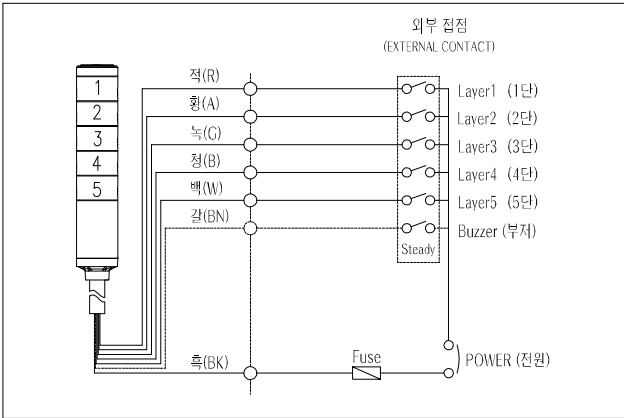 외부 접점
(EXTERNAL CONTACT)
적(R)
Layer1 (1단)
황(A)
Layer2 (2단)
녹(G)
Layer3 (3단)
청(B)
Layer4 (4단)
백(W)
Layer5 (5단)
갈(BN)
Buzzer (부저)
Steady
1
2
3
4
5
흑(BK)
Fuse
POWER (전원)